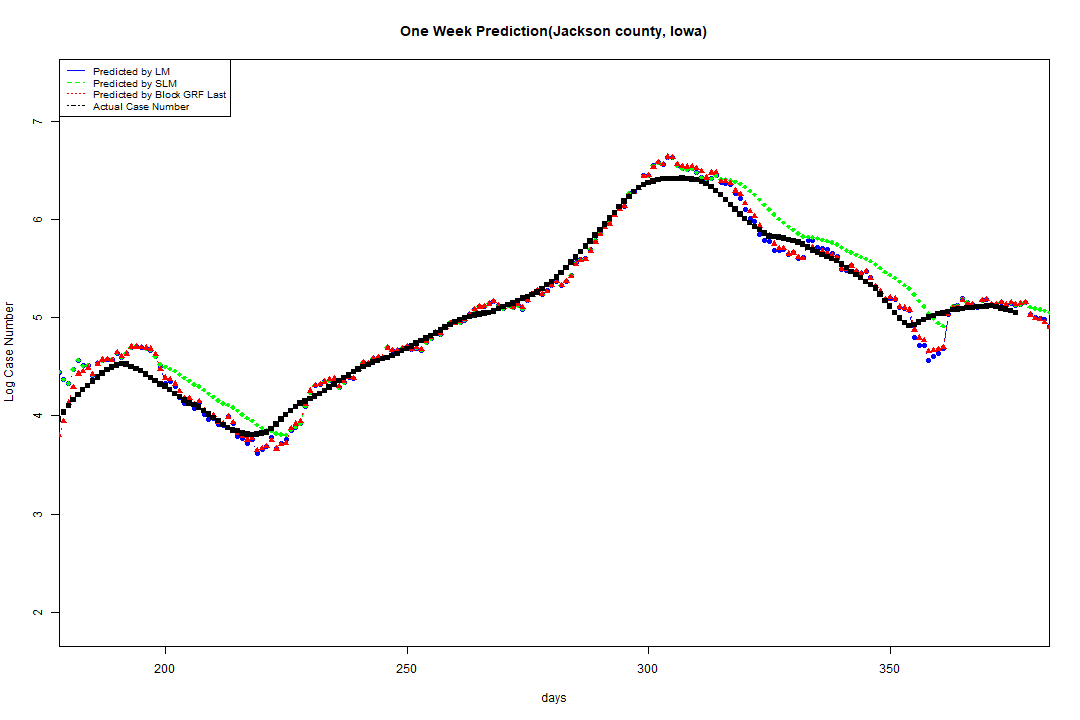 One Week Prediction(Jackson county, Iowa)
Predicted by LM
Predicted by SLM
Predicted by Block GRF Last
Actual Case Number
7
6
5
4
3
2
Log Case Number
200 250 300 350
days